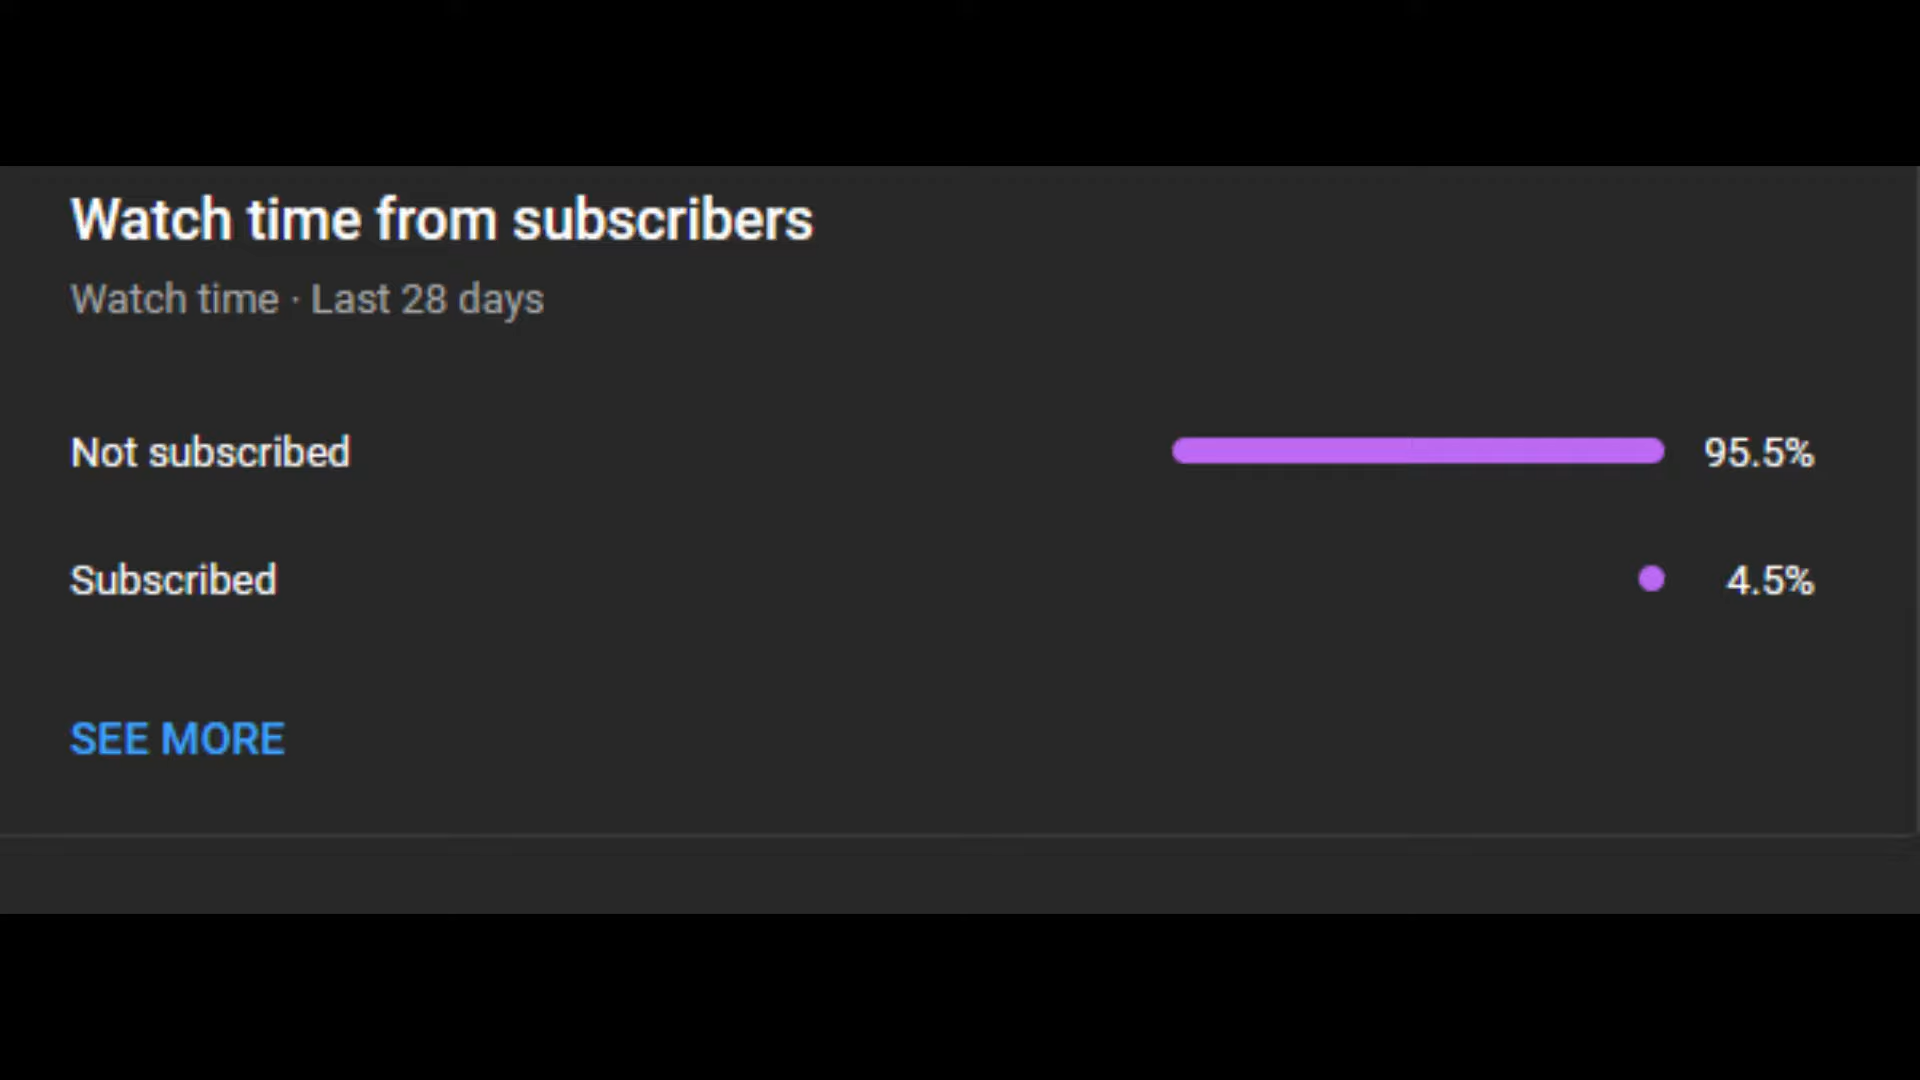 Watch time from subscribers
Watch time · Last 28 days
Not subscribed 95.5%
Subscribed 4.5%
SEE MORE